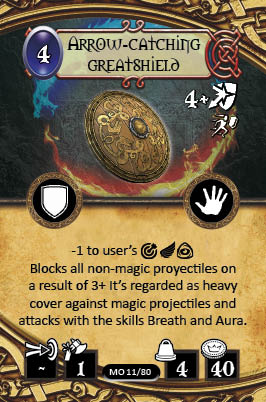 4
ARROW-CATCHING
GREATSHIELD
4+
-1 to user's
Blocks all non-magic proyectiles on
a result of 3+ It's regarded as heavy
cover against magic projectiles and
attacks with the skills Breath and Aura.
~ 1 MO 11/80 4 40